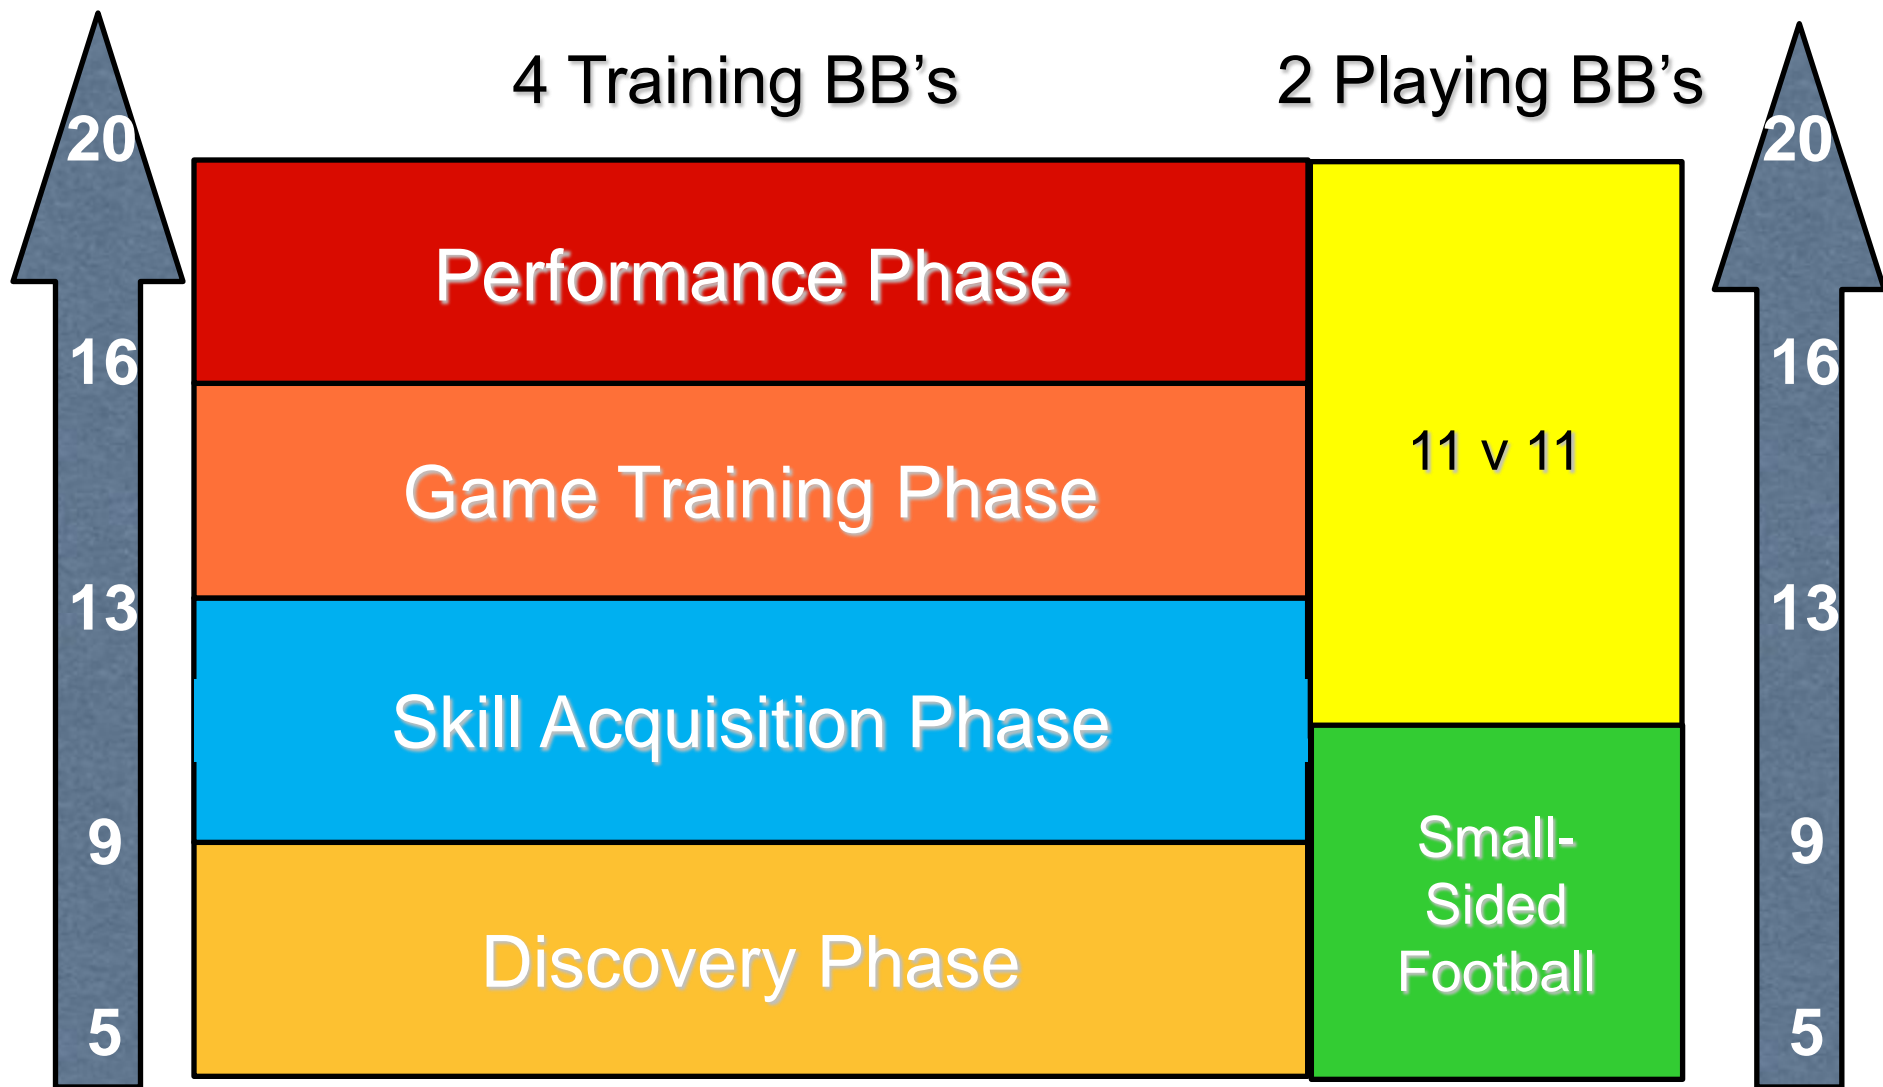 4 Training BB’s
2 Playing BB’s
20
16
13
9
5
Performance Phase
Game Training Phase
Skill Acquisition Phase
Discovery Phase
11 v 11
Small-
Sided
Football
20
16
13
9
5